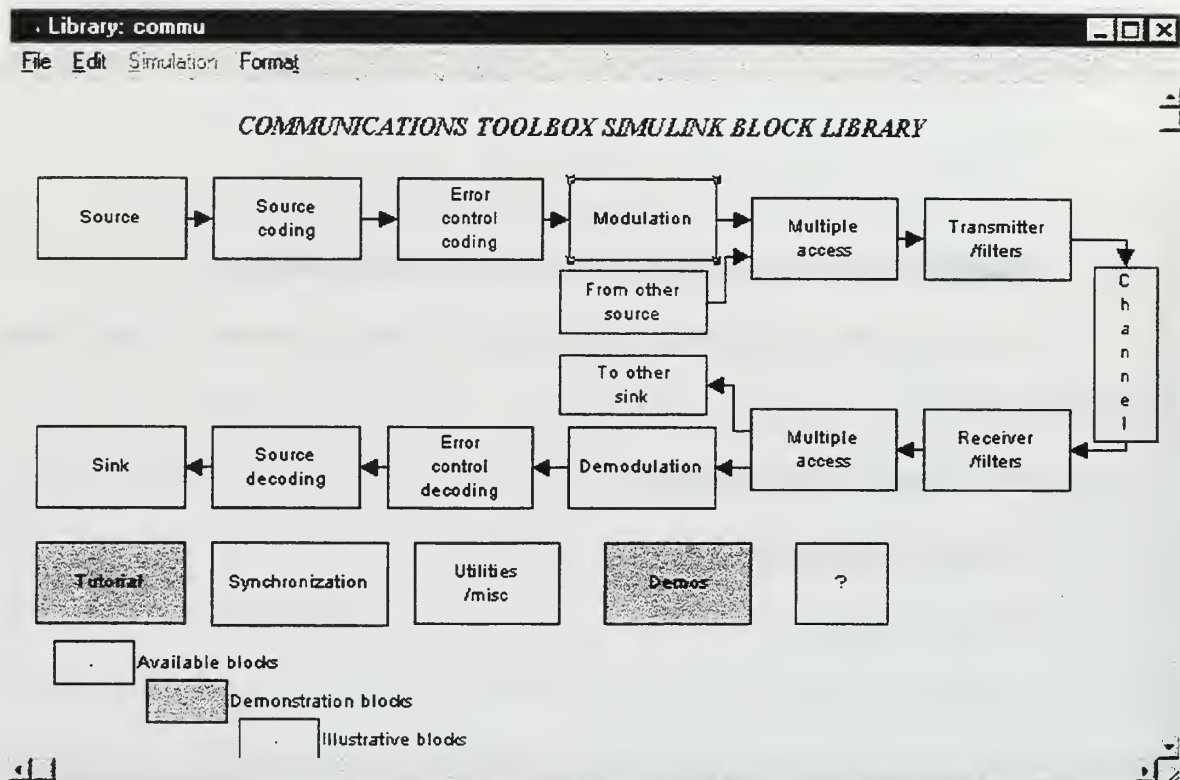 Library: commu
File Edit Simulation Format
COMMUNICATIONS TOOLBOX SIMULINK BLOCK LIBRARY
Source
Source
coding
Error
control
coding
Modulation
Multiple
access
Transmitter
/filters
From other
source
Channel
To other
sink
Sink
Source
decoding
Error
control
decoding
Demodulation
Multiple
access
Receiver
/filters
Tutorial
Synchronization
Utilities
/misc
Demos
?
Available blocks
Demonstration blocks
Illustrative blocks